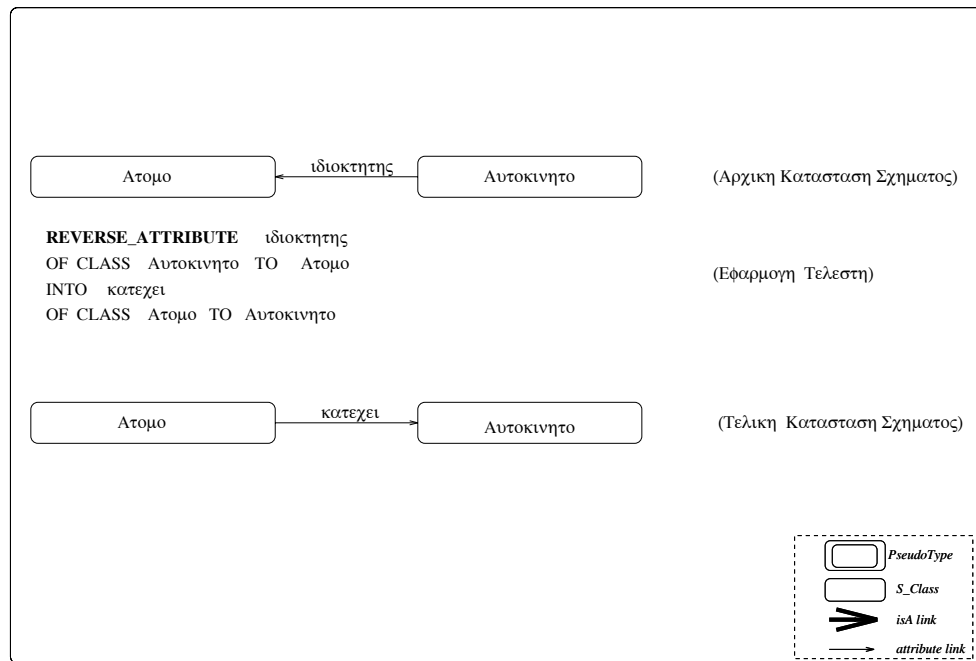 ιδιοκτητης
Ατομο Αυτοκινητο (Αρχικη Κατασταση Σχηματος)
REVERSE_ATTRIBUTE ιδιοκτητης
OF CLASS Αυτοκινητο TO Ατομο
(Εφαρμογη Τελεστη)
INTO κατεχει
OF CLASS Ατομο TO Αυτοκινητο
κατεχει
Ατομο Αυτοκινητο (Τελικη Κατασταση Σχηματος)
PseudoType
S_Class
isA link
attribute link